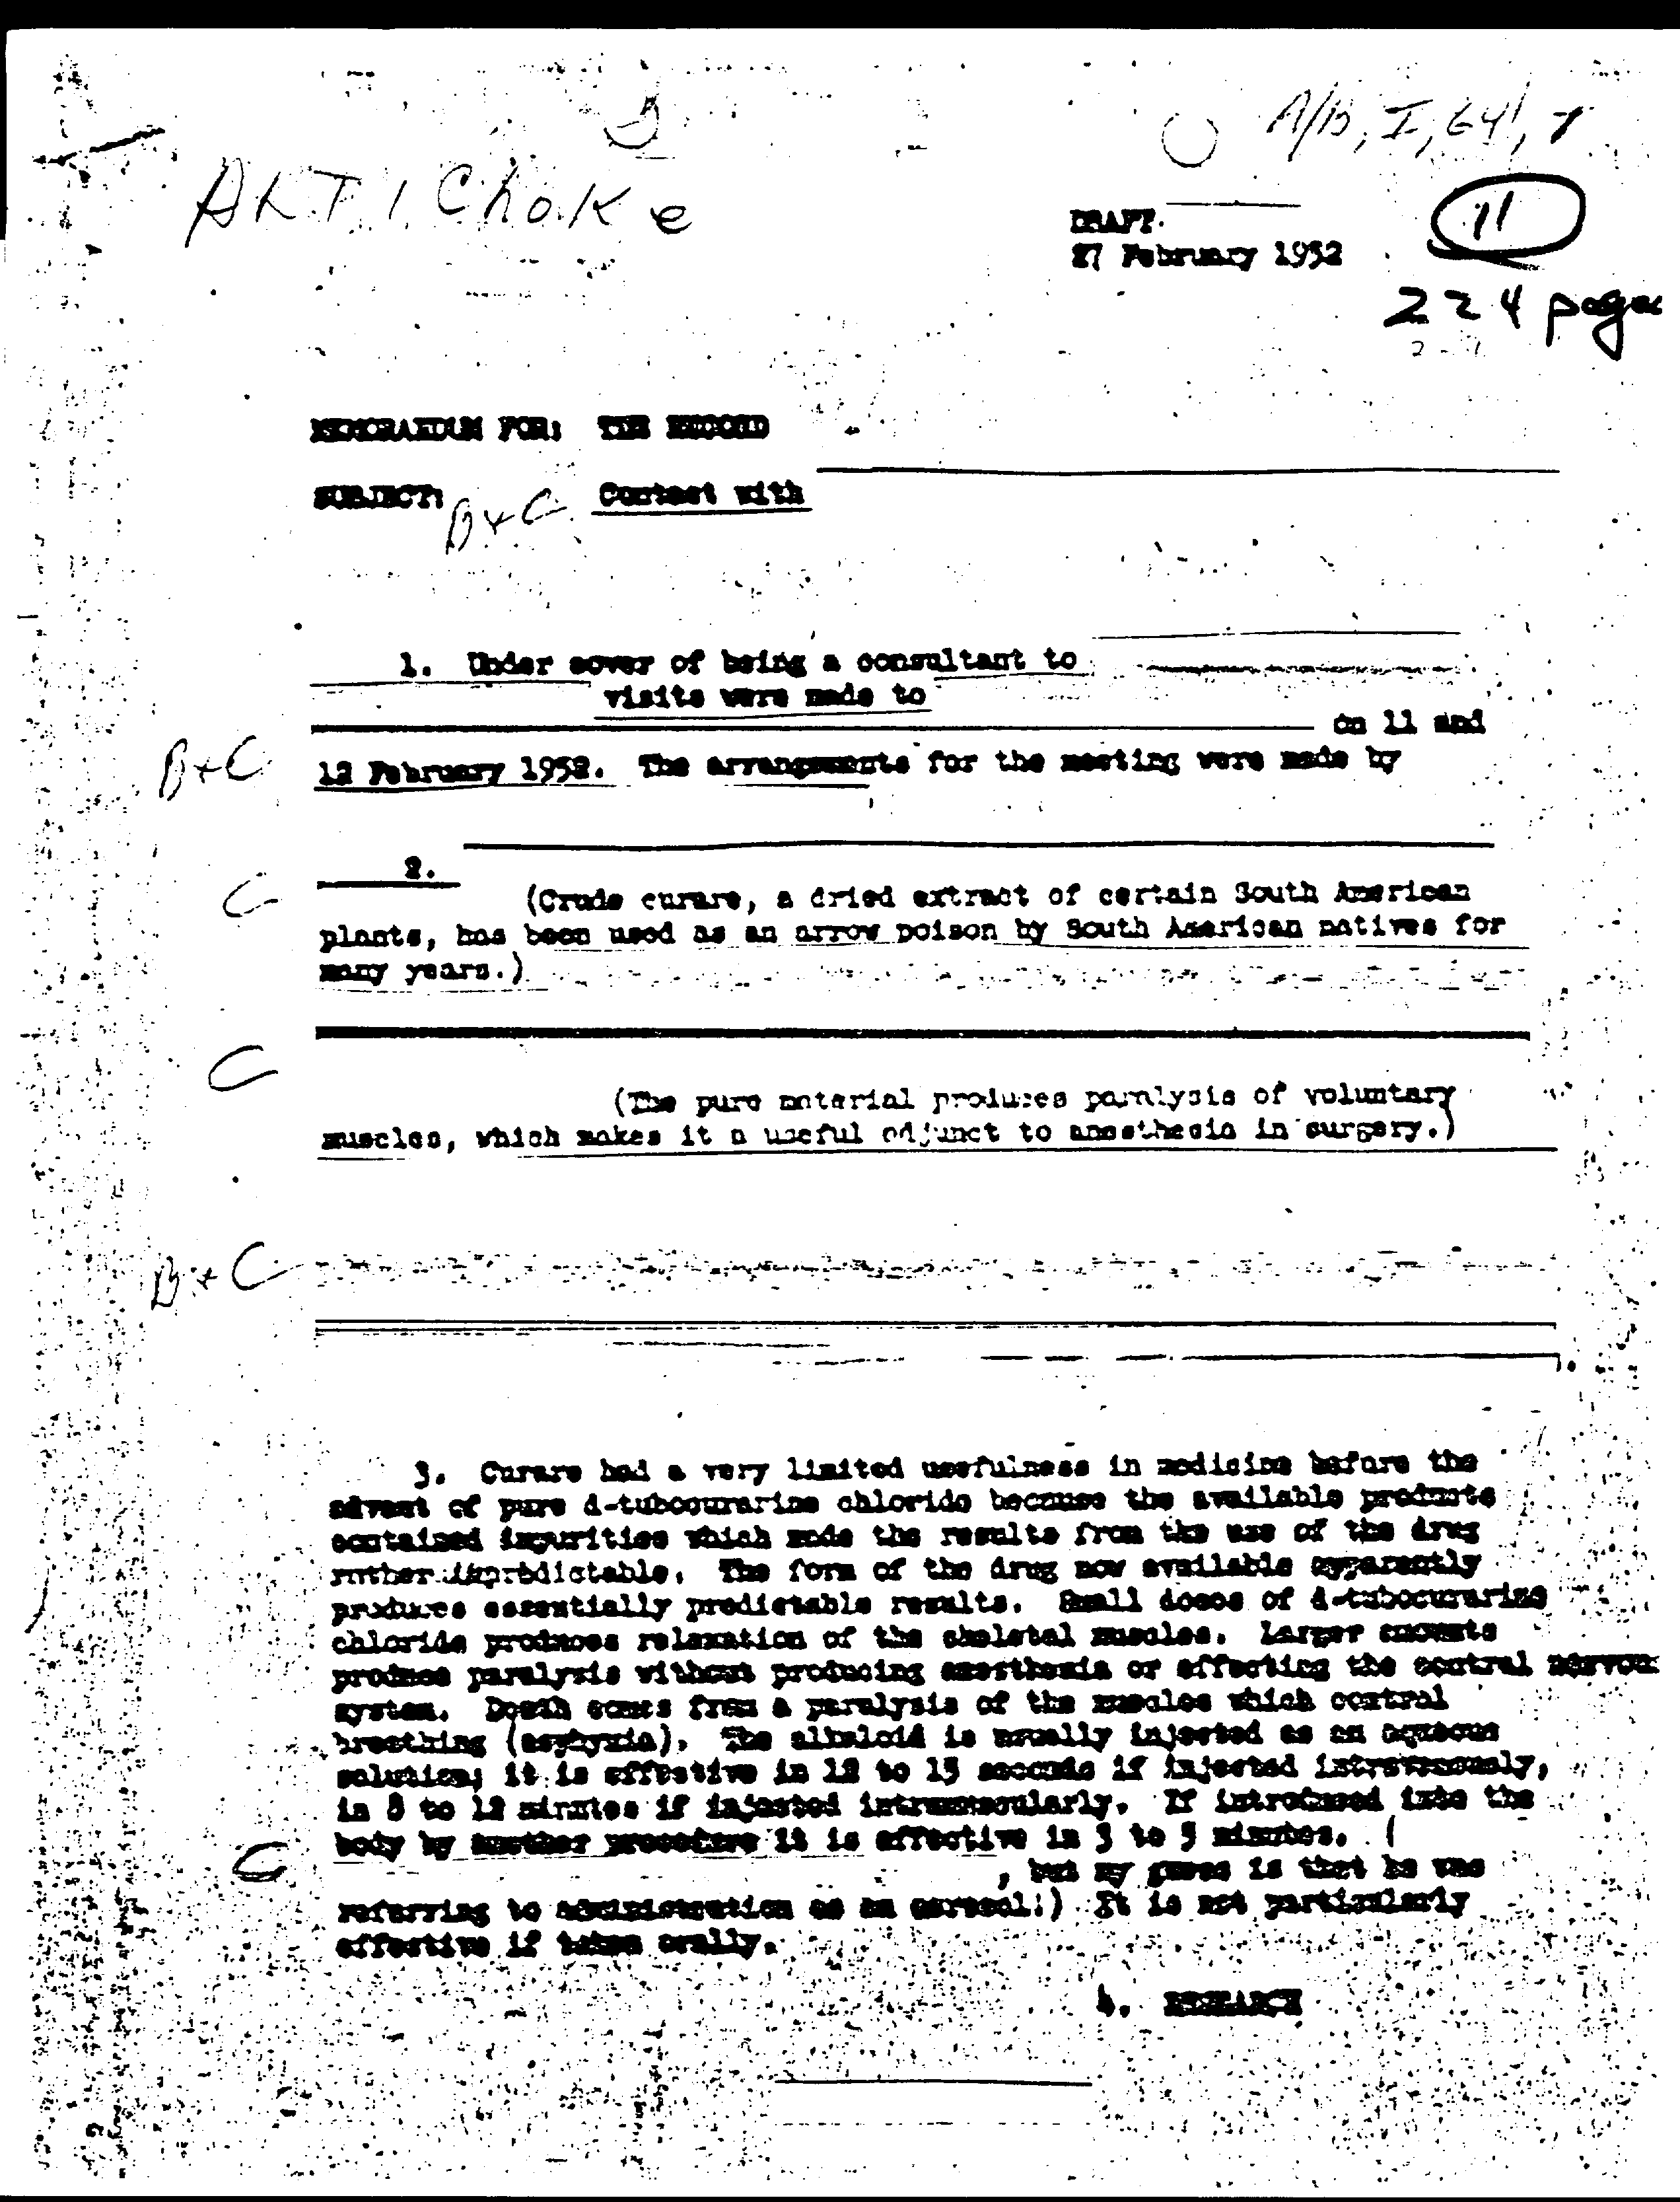 A/B, I, 64,
ARTIChoke
DRAFT
27 February 1952
11
224 pages
MEMORANDUM FOR: THE RECORD
SUBJECT: Contact with
B+C
1. Under cover of being a consultant to
visits were made to
on 11 and
B+C
12 February 1952. The arrangements for the meeting were made by
2.
C
(Crude curare, a dried extract of certain South American
plants, has been used as an arrow poison by South American natives for
many years.)
C
(The pure material produces paralysis of voluntary
muscles, which makes it a useful adjunct to anesthesia in surgery.)
B+C
3. Curare had a very limited usefulness in medicine before the
advent of pure d-tubocurarine chloride because the available products
contained impurities which made the results from the use of the drug
rather unpredictable. The form of the drug now available apparently
produces essentially predictable results. Small doses of d-tubocurarine
chloride produces relaxation of the skeletal muscles. Larger amounts
produce paralysis without producing anesthesia or affecting the central nervous
system. Death comes from a paralysis of the muscles which control
breathing (asphyxia). The alkaloid is usually injected as an aqueous
solution; it is effective in 12 to 15 seconds if injected intravenously,
in 8 to 12 minutes if injected intramuscularly. If introduced into the
body by another procedure it is effective in 3 to 5 minutes. (
C
, but my guess is that he was
referring to administration as an aerosol.) It is not particularly
effective if taken orally.
4. RESEARCH